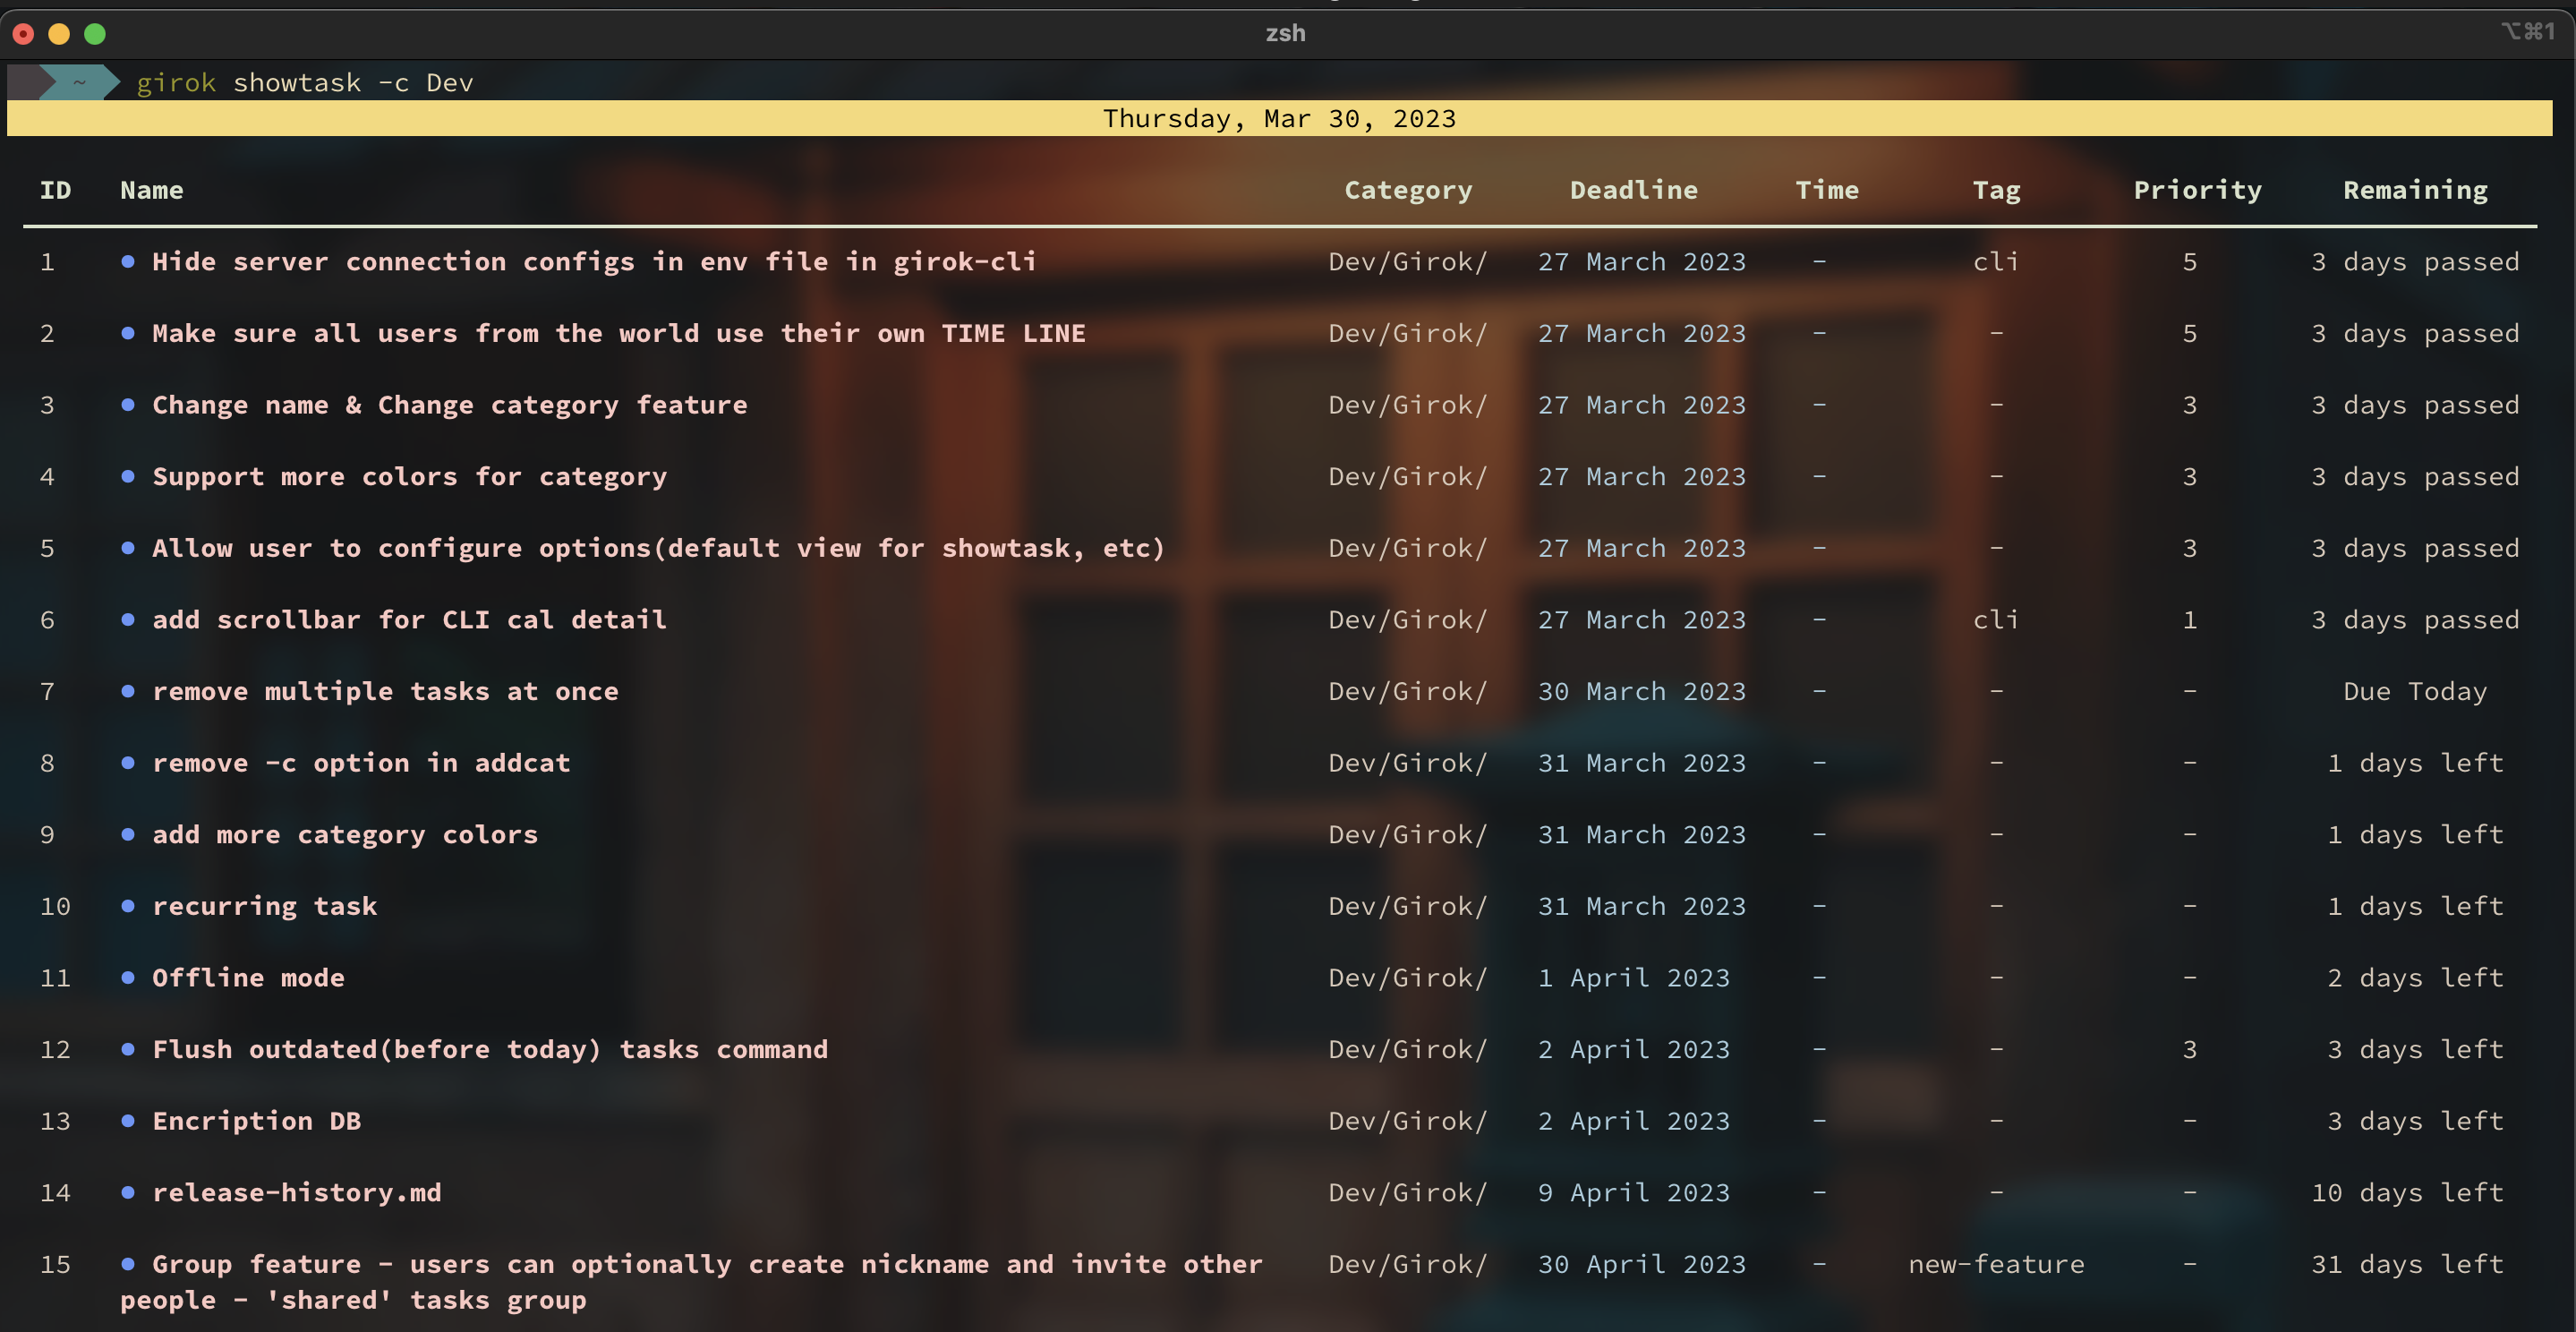 zsh
⌥⌘1
~ girok showtask -c Dev
Thursday, Mar 30, 2023
ID Name Category Deadline Time Tag Priority Remaining
1 ● Hide server connection configs in env file in girok-cli Dev/Girok/ 27 March 2023 - cli 5 3 days passed
2 ● Make sure all users from the world use their own TIME LINE Dev/Girok/ 27 March 2023 - - 5 3 days passed
3 ● Change name & Change category feature Dev/Girok/ 27 March 2023 - - 3 3 days passed
4 ● Support more colors for category Dev/Girok/ 27 March 2023 - - 3 3 days passed
5 ● Allow user to configure options(default view for showtask, etc) Dev/Girok/ 27 March 2023 - - 3 3 days passed
6 ● add scrollbar for CLI cal detail Dev/Girok/ 27 March 2023 - cli 1 3 days passed
7 ● remove multiple tasks at once Dev/Girok/ 30 March 2023 - - - Due Today
8 ● remove -c option in addcat Dev/Girok/ 31 March 2023 - - - 1 days left
9 ● add more category colors Dev/Girok/ 31 March 2023 - - - 1 days left
10 ● recurring task Dev/Girok/ 31 March 2023 - - - 1 days left
11 ● Offline mode Dev/Girok/ 1 April 2023 - - - 2 days left
12 ● Flush outdated(before today) tasks command Dev/Girok/ 2 April 2023 - - 3 3 days left
13 ● Encription DB Dev/Girok/ 2 April 2023 - - - 3 days left
14 ● release-history.md Dev/Girok/ 9 April 2023 - - - 10 days left
15 ● Group feature - users can optionally create nickname and invite other Dev/Girok/ 30 April 2023 - new-feature - 31 days left
people - 'shared' tasks group